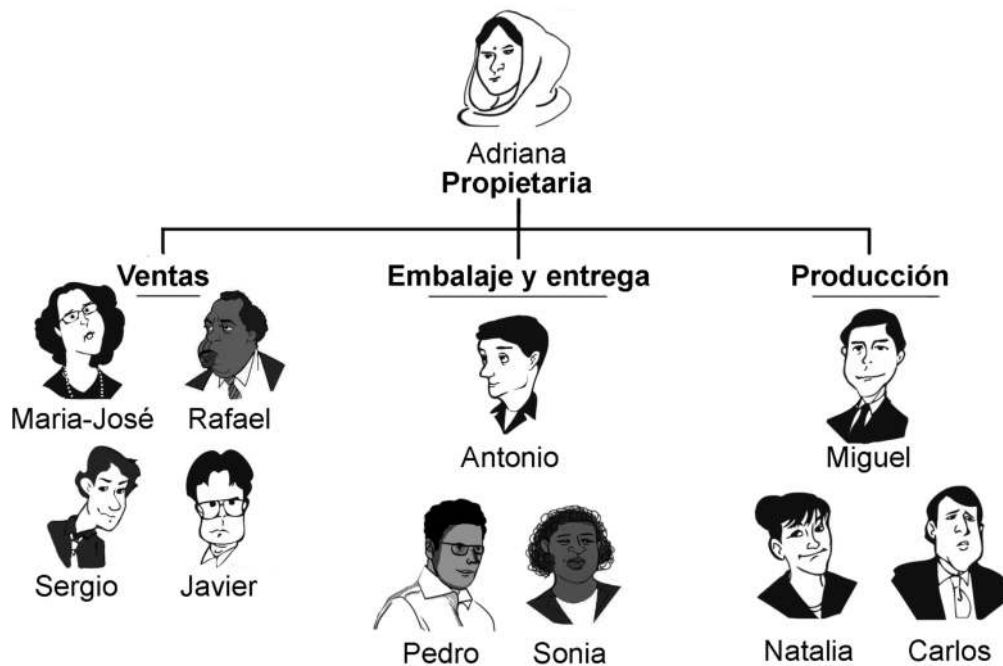 Adriana
Propietaria
Ventas
Embalaje y entrega
Producción
Maria-José
Rafael
Antonio
Miguel
Sergio
Javier
Pedro
Sonia
Natalia
Carlos